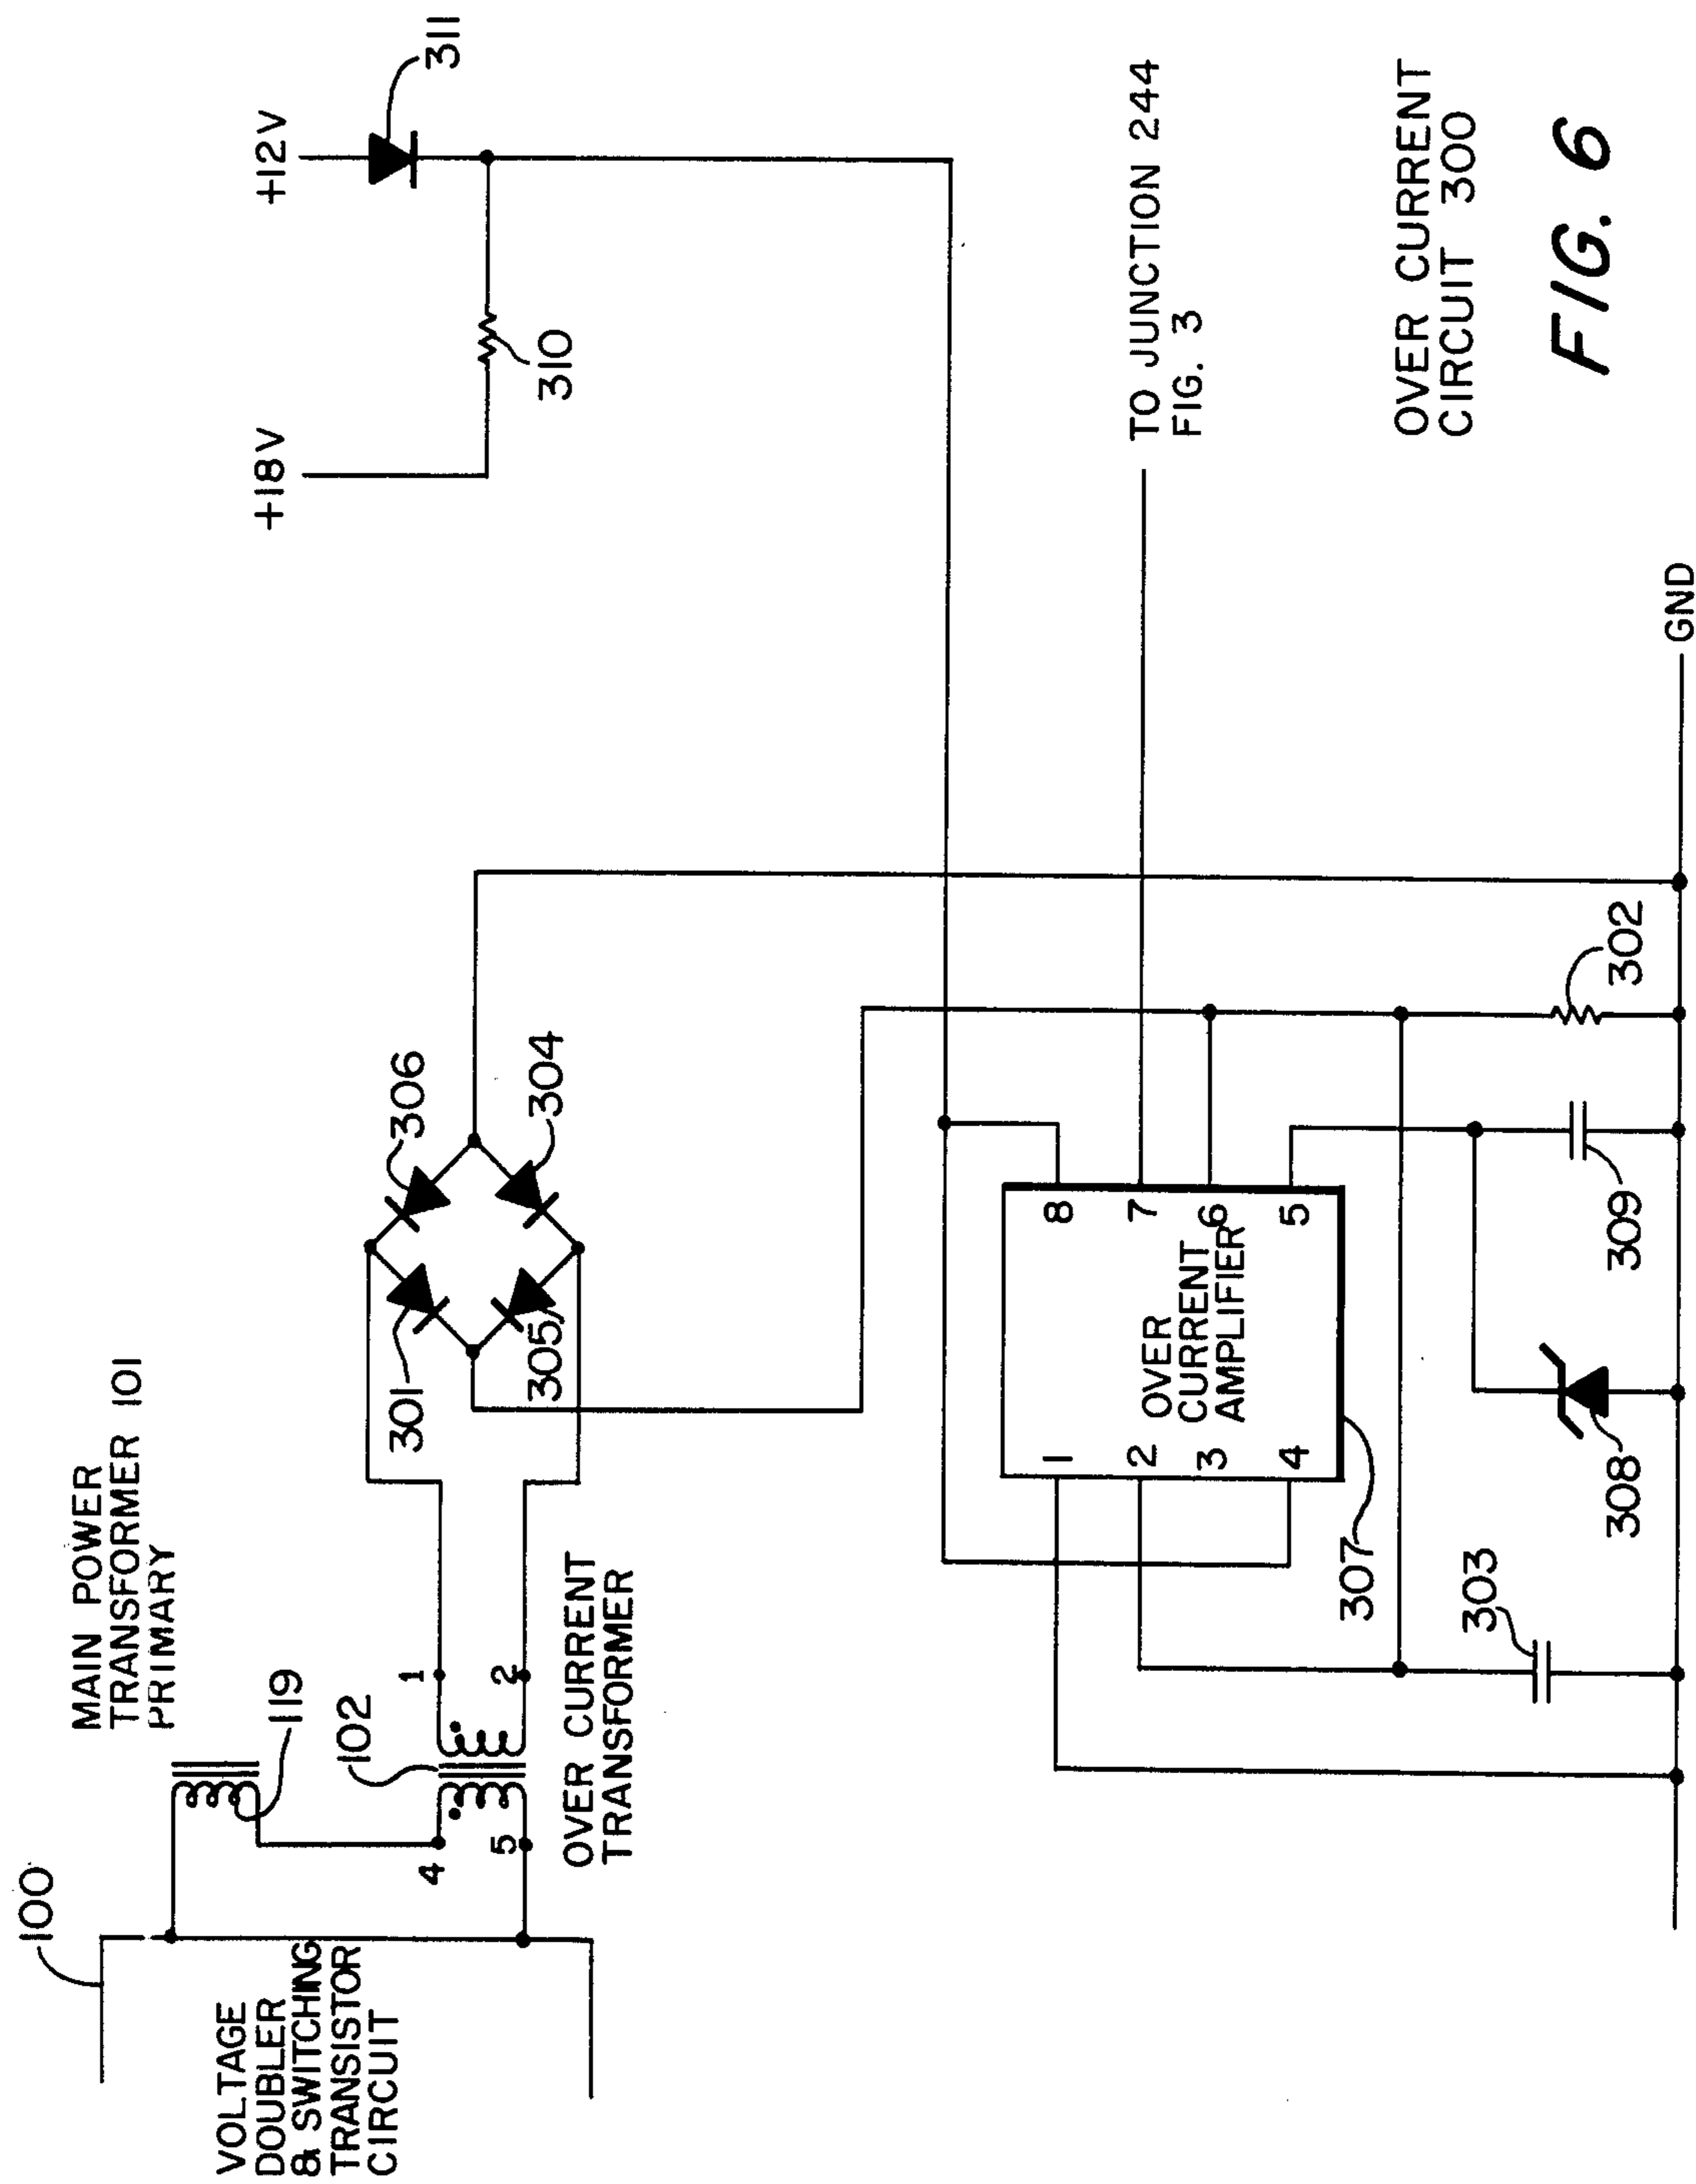 100
VOLTAGE
DOUBLER
& SWITCHING
TRANSISTOR
CIRCUIT
MAIN POWER
TRANSFORMER 101
PRIMARY
119
102
4
5
1
2
OVER CURRENT
TRANSFORMER
301
306
305
304
+18V
+12V
310
311
OVER
CURRENT
AMPLIFIER
1
2
3
4
8
7
6
5
307
303
308
309
302
TO JUNCTION 244
FIG. 3
GND
OVER CURRENT
CIRCUIT 300
FIG. 6